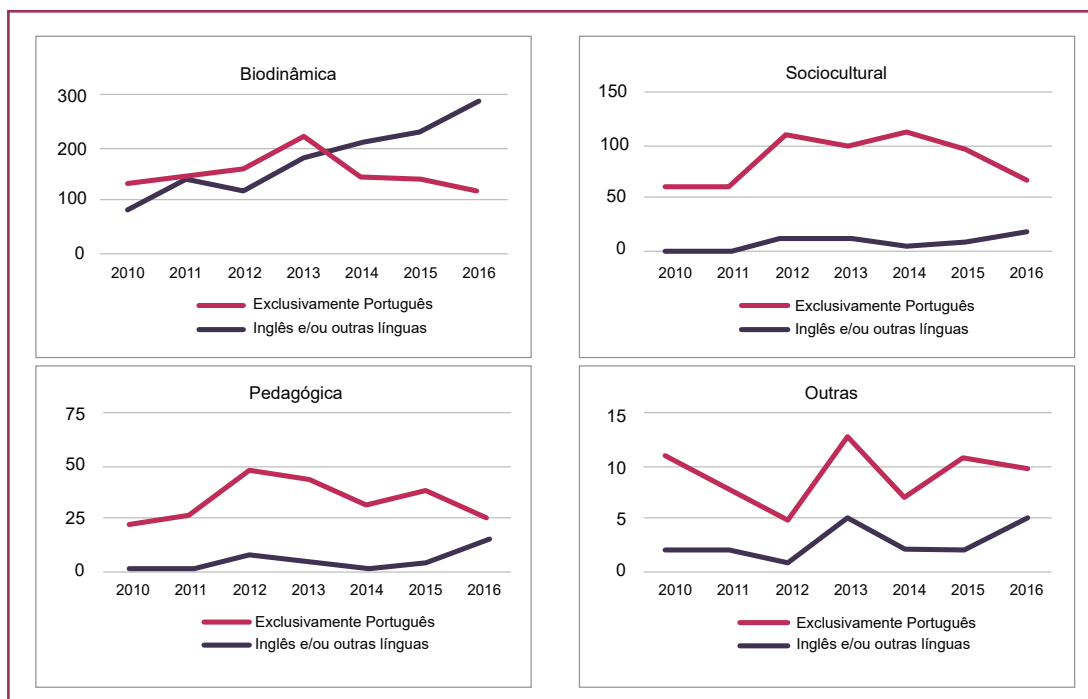 Biodinâmica
300
200
100
0
2010 2011 2012 2013 2014 2015 2016
Exclusivamente Português
Inglês e/ou outras línguas
Sociocultural
150
100
50
0
2010 2011 2012 2013 2014 2015 2016
Exclusivamente Português
Inglês e/ou outras línguas
Pedagógica
75
50
25
0
2010 2011 2012 2013 2014 2015 2016
Exclusivamente Português
Inglês e/ou outras línguas
Outras
15
10
5
0
2010 2011 2012 2013 2014 2015 2016
Exclusivamente Português
Inglês e/ou outras línguas